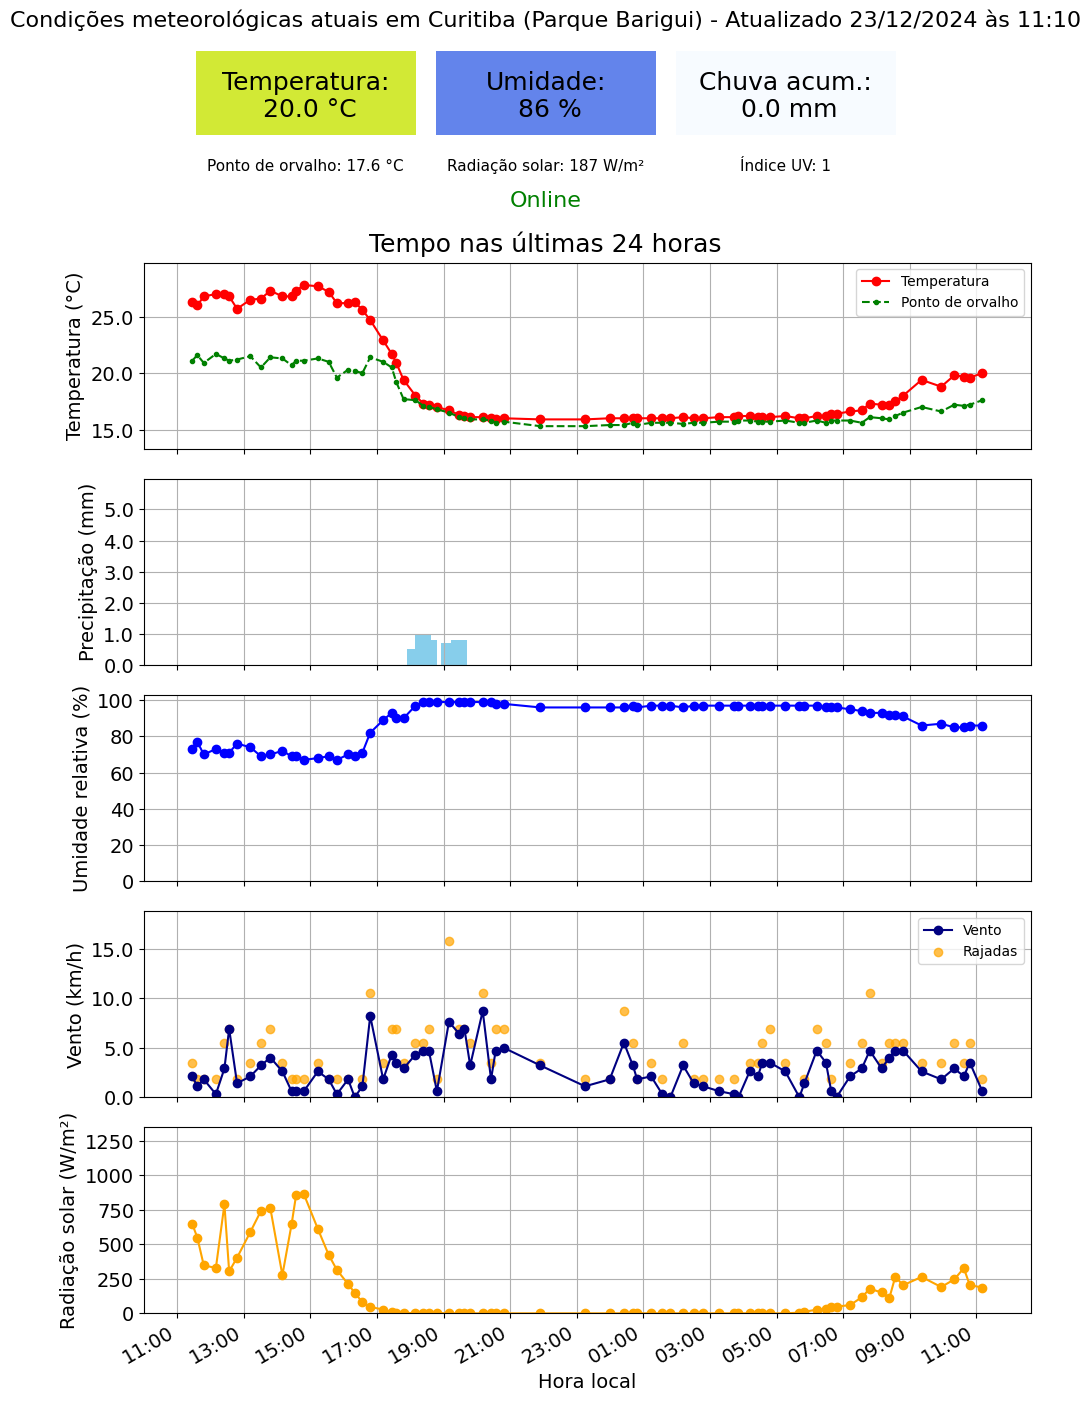 Condições meteorológicas atuais em Curitiba (Parque Barigui) - Atualizado 23/12/2024 às 11:10
Temperatura:
20.0 °C
Umidade:
86 %
Chuva acum.:
0.0 mm
Ponto de orvalho: 17.6 °C
Radiação solar: 187 W/m²
Índice UV: 1
Online
Tempo nas últimas 24 horas
Temperatura (°C)
25.0
20.0
15.0
Temperatura
Ponto de orvalho
Precipitação (mm)
5.0
4.0
3.0
2.0
1.0
0.0
Umidade relativa (%)
100
80
60
40
20
0
Vento (km/h)
15.0
10.0
5.0
0.0
Vento
Rajadas
Radiação solar (W/m²)
1250
1000
750
500
250
0
11:00
13:00
15:00
17:00
19:00
21:00
23:00
01:00
03:00
05:00
07:00
09:00
11:00
Hora local